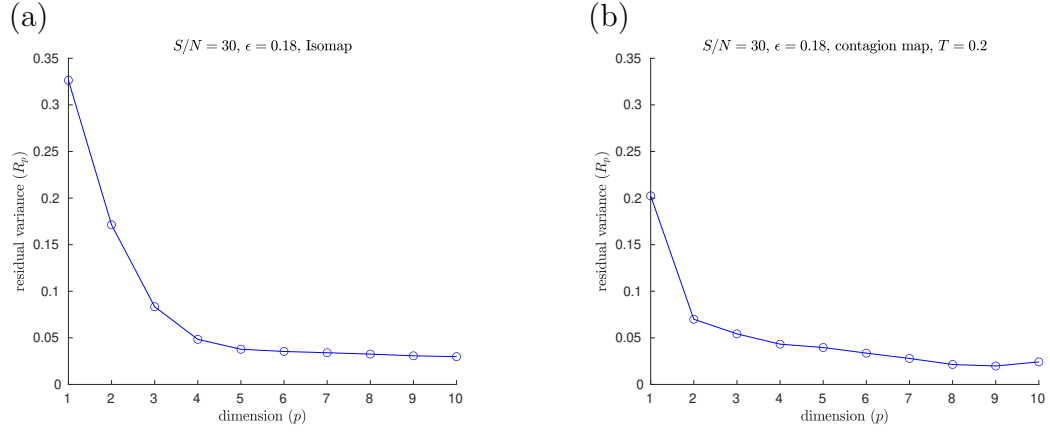 (a)
S/N = 30, ϵ = 0.18, Isomap
0.35
0.3
0.25
0.2
0.15
0.1
0.05
0
residual variance (R_p)
1 2 3 4 5 6 7 8 9 10
dimension (p)
(b)
S/N = 30, ϵ = 0.18, contagion map, T = 0.2
0.35
0.3
0.25
0.2
0.15
0.1
0.05
0
residual variance (R_p)
1 2 3 4 5 6 7 8 9 10
dimension (p)